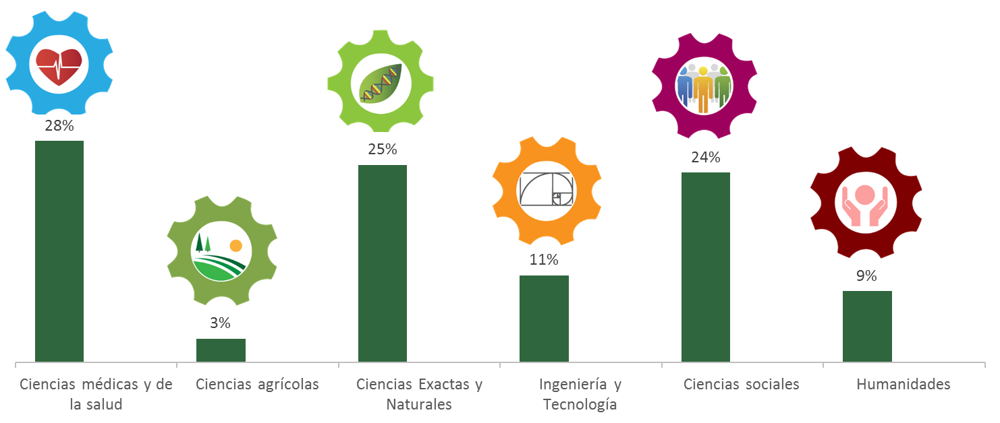 28%
3%
25%
11%
24%
9%
Ciencias médicas y de
la salud
Ciencias agrícolas
Ciencias Exactas y
Naturales
Ingeniería y
Tecnología
Ciencias sociales
Humanidades